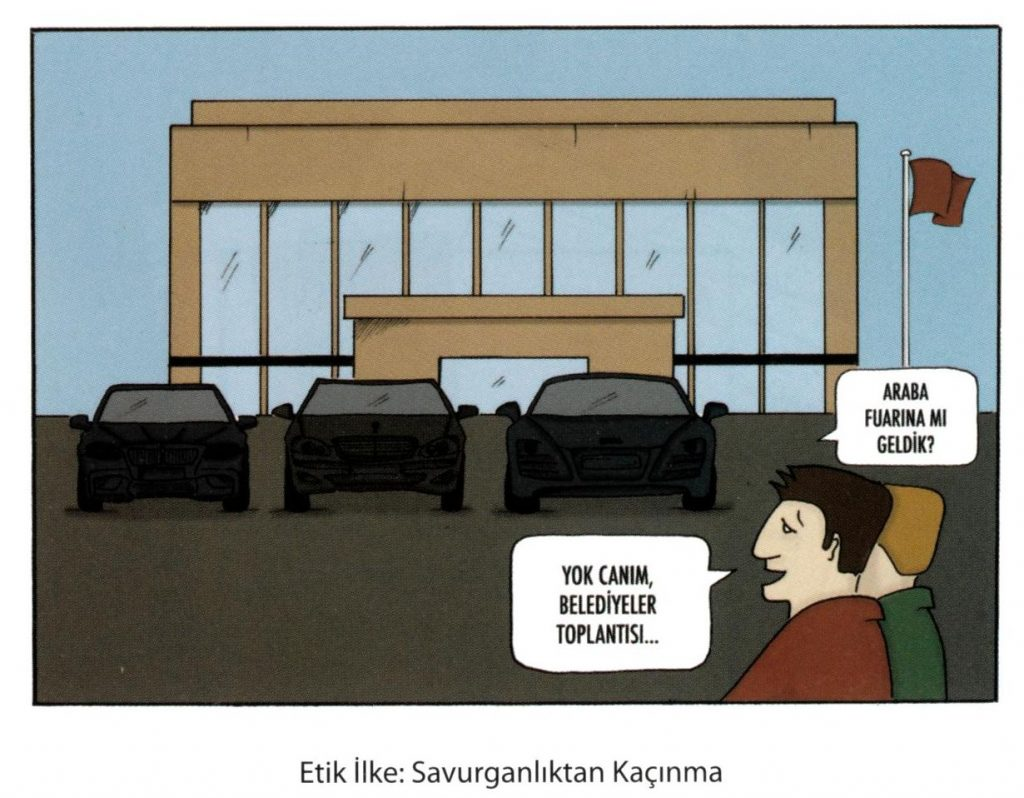 ARABA
FUARINA MI
GELDİK?
YOK CANIM,
BELEDİYELER
TOPLANTISI...
Etik İlke: Savurganlıktan Kaçınma